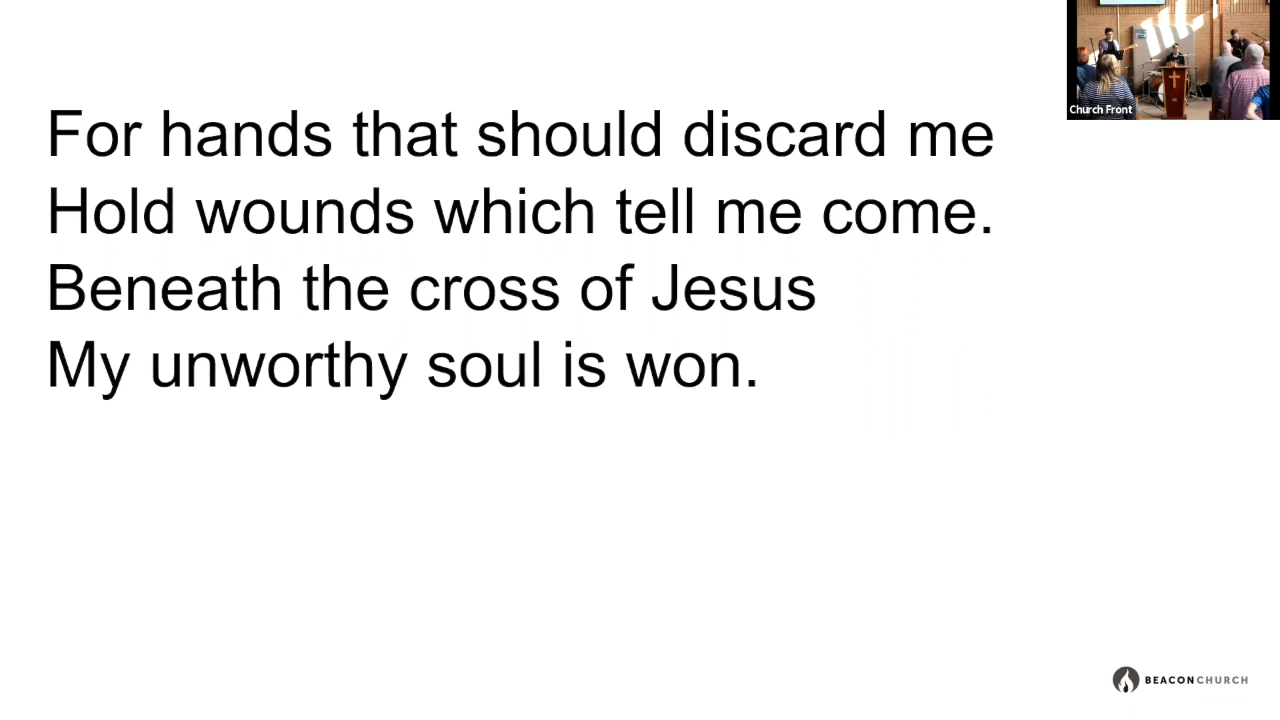 For hands that should discard me
Hold wounds which tell me come.
Beneath the cross of Jesus
My unworthy soul is won.
Church Front
BEACONCHURCH